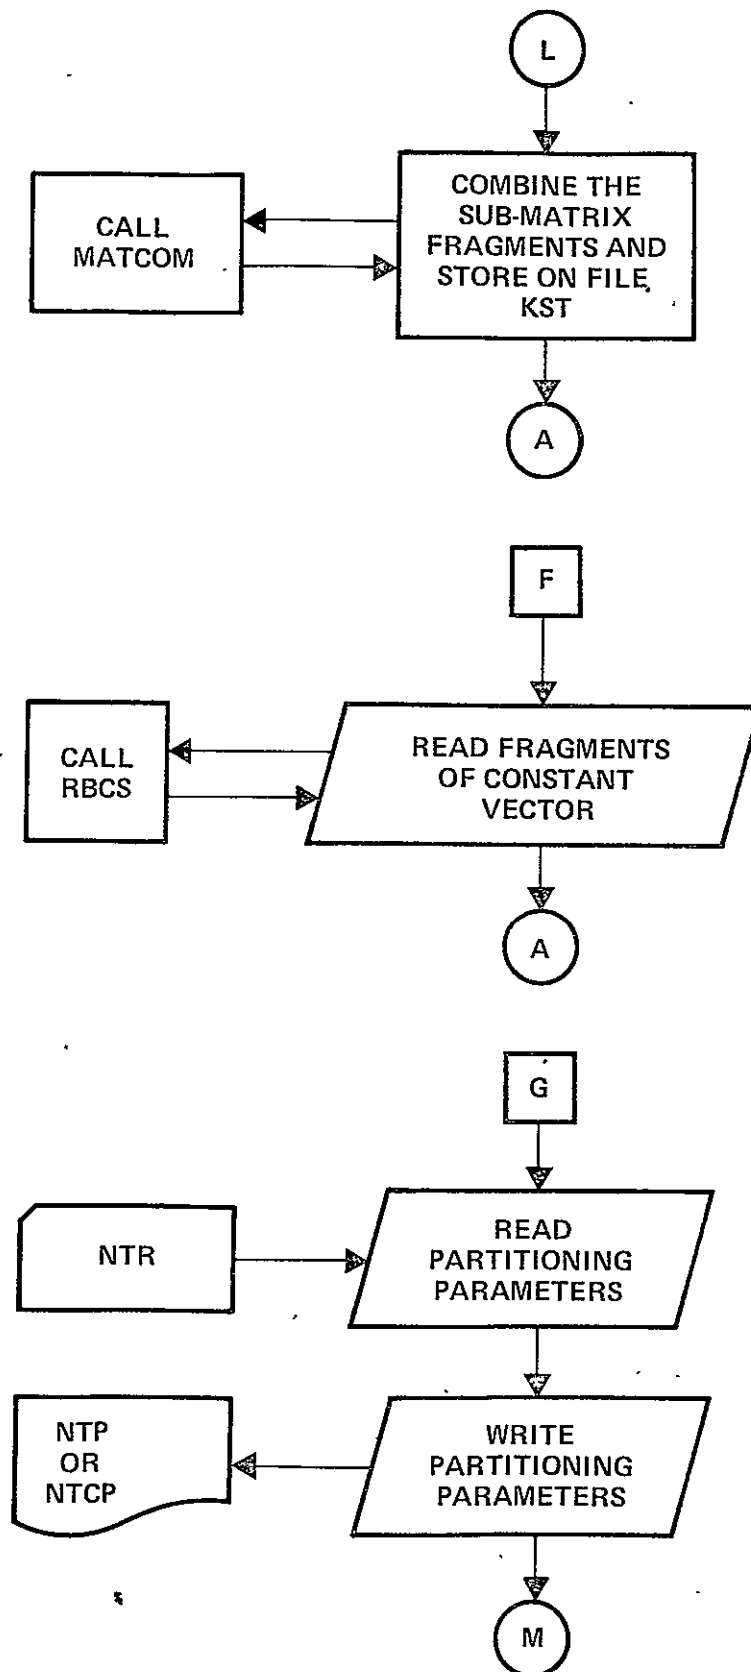 L
CALL
MATCOM
COMBINE THE
SUB-MATRIX
FRAGMENTS AND
STORE ON FILE
KST
A
F
CALL
RBCS
READ FRAGMENTS
OF CONSTANT
VECTOR
A
G
NTR
READ
PARTITIONING
PARAMETERS
NTP
OR
NTCP
WRITE
PARTITIONING
PARAMETERS
M